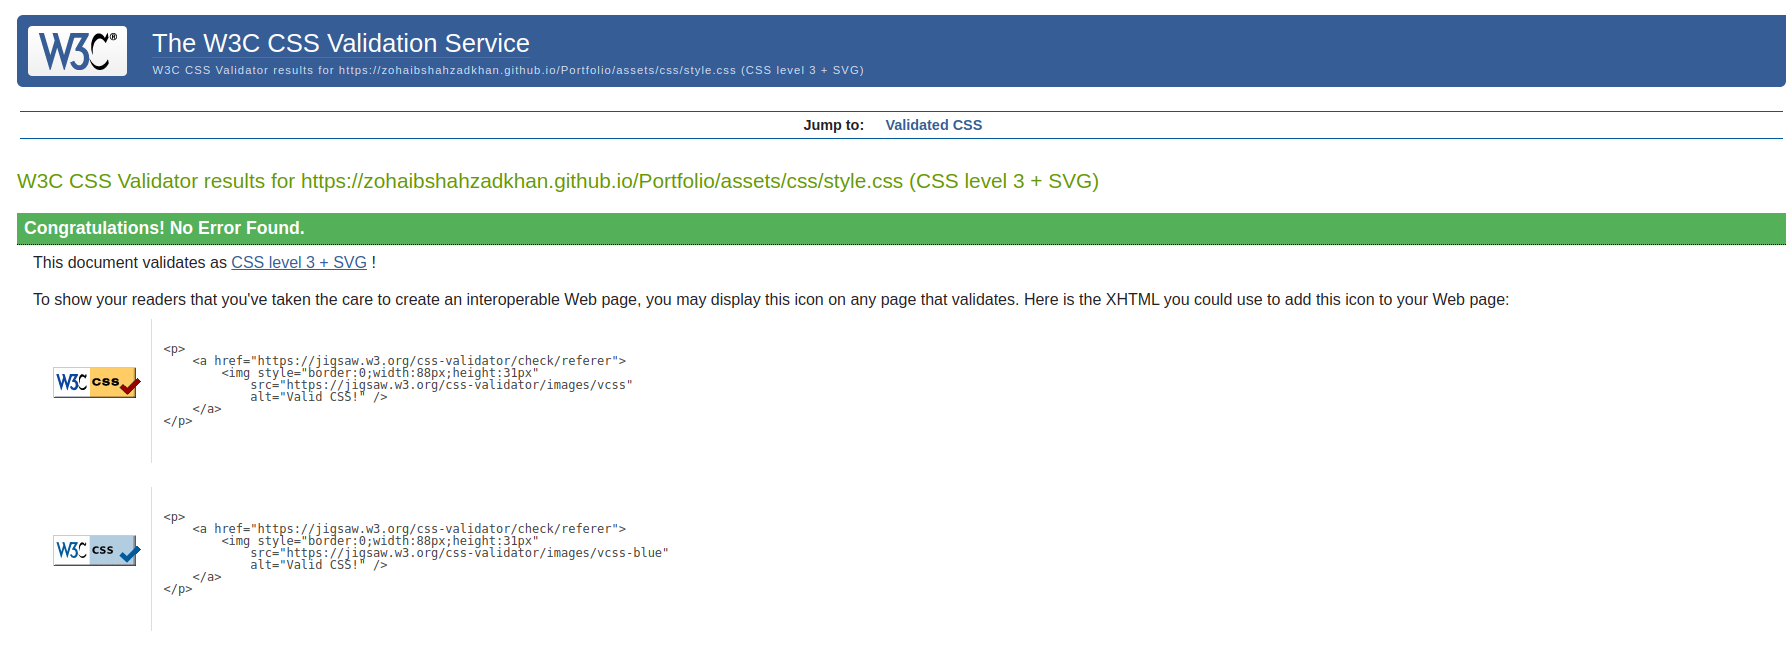 W3C®
The W3C CSS Validation Service
W3C CSS Validator results for https://zohaibshahzadkhan.github.io/Portfolio/assets/css/style.css (CSS level 3 + SVG)
Jump to: Validated CSS
W3C CSS Validator results for https://zohaibshahzadkhan.github.io/Portfolio/assets/css/style.css (CSS level 3 + SVG)
Congratulations! No Error Found.
This document validates as CSS level 3 + SVG !
To show your readers that you've taken the care to create an interoperable Web page, you may display this icon on any page that validates. Here is the XHTML you could use to add this icon to your Web page:
W3C css
<p>
    <a href="https://jigsaw.w3.org/css-validator/check/referer">
        <img style="border:0;width:88px;height:31px"
            src="https://jigsaw.w3.org/css-validator/images/vcss"
            alt="Valid CSS!" />
    </a>
</p>
W3C css
<p>
    <a href="https://jigsaw.w3.org/css-validator/check/referer">
        <img style="border:0;width:88px;height:31px"
            src="https://jigsaw.w3.org/css-validator/images/vcss-blue"
            alt="Valid CSS!" />
    </a>
</p>